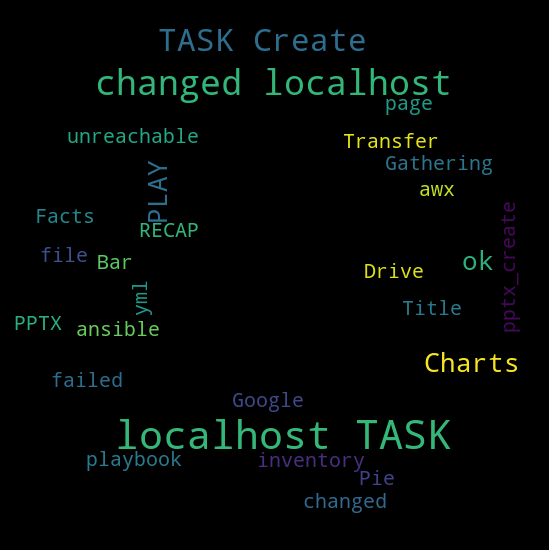 TASK Create
changed localhost
page
unreachable
Transfer
Gathering
PLAY
awx
Facts
RECAP
pptx_create
file
Bar
ok
Drive
yml
Title
PPTX
ansible
Charts
failed
Google
localhost TASK
playbook
inventory
Pie
changed